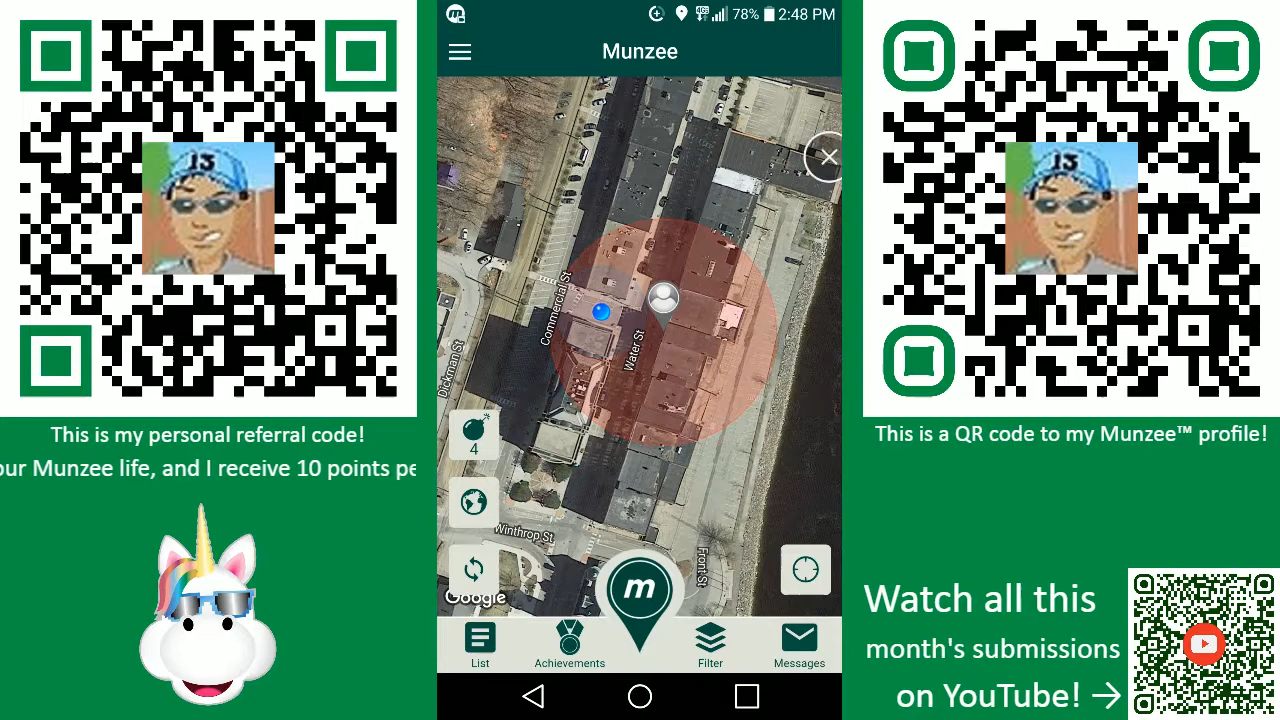 This is my personal referral code!
our Munzee life, and I receive 10 points pe
13
78% 2:48 PM
Munzee
Commercial St
Water St
Dickman St
4
Winthrop St
Front St
Google
m
List
Achievements
Filter
Messages
13
This is a QR code to my Munzee™ profile!
Watch all this
month's submissions
on YouTube! →